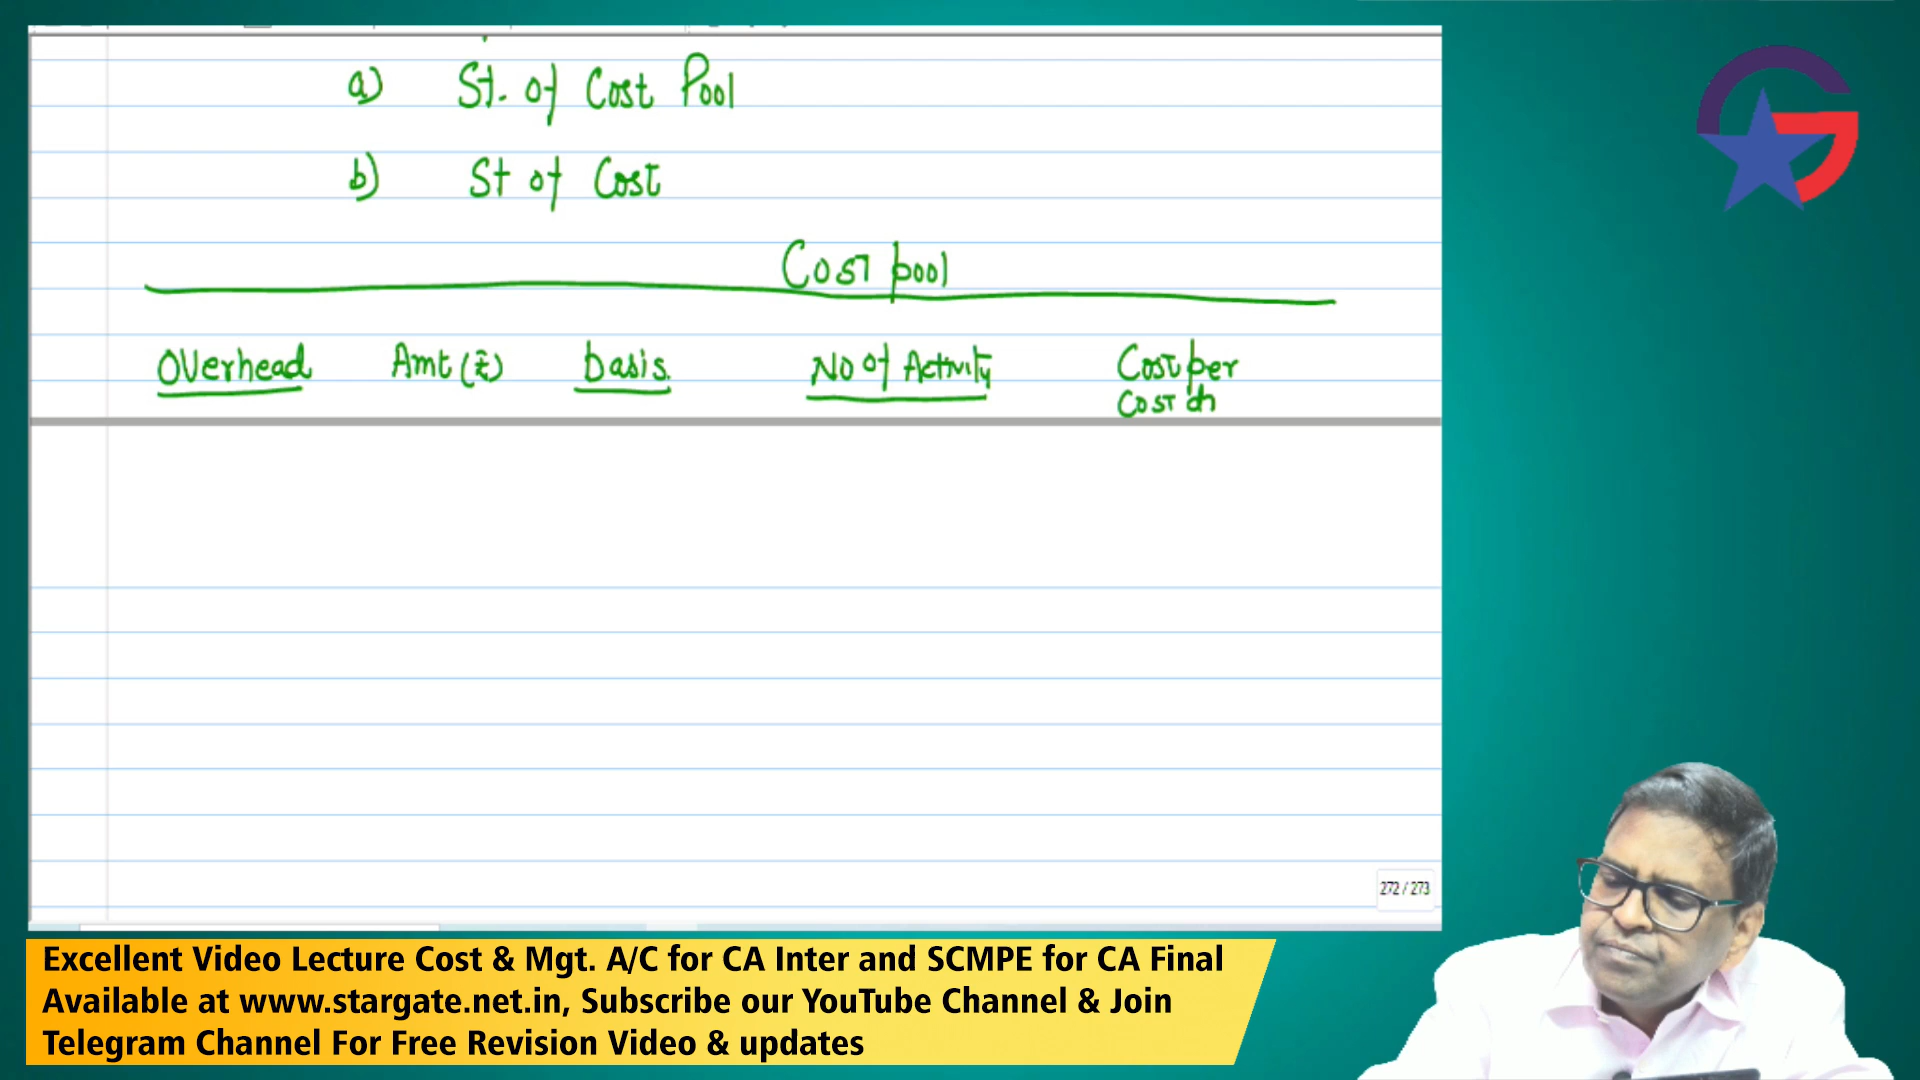 a) St. of Cost Pool
b) St of Cost
Cost pool
Overhead Amt (₹) basis. No of Activity Cost per
Cost dr
272 / 273
Excellent Video Lecture Cost & Mgt. A/C for CA Inter and SCMPE for CA Final
Available at www.stargate.net.in, Subscribe our YouTube Channel & Join
Telegram Channel For Free Revision Video & updates